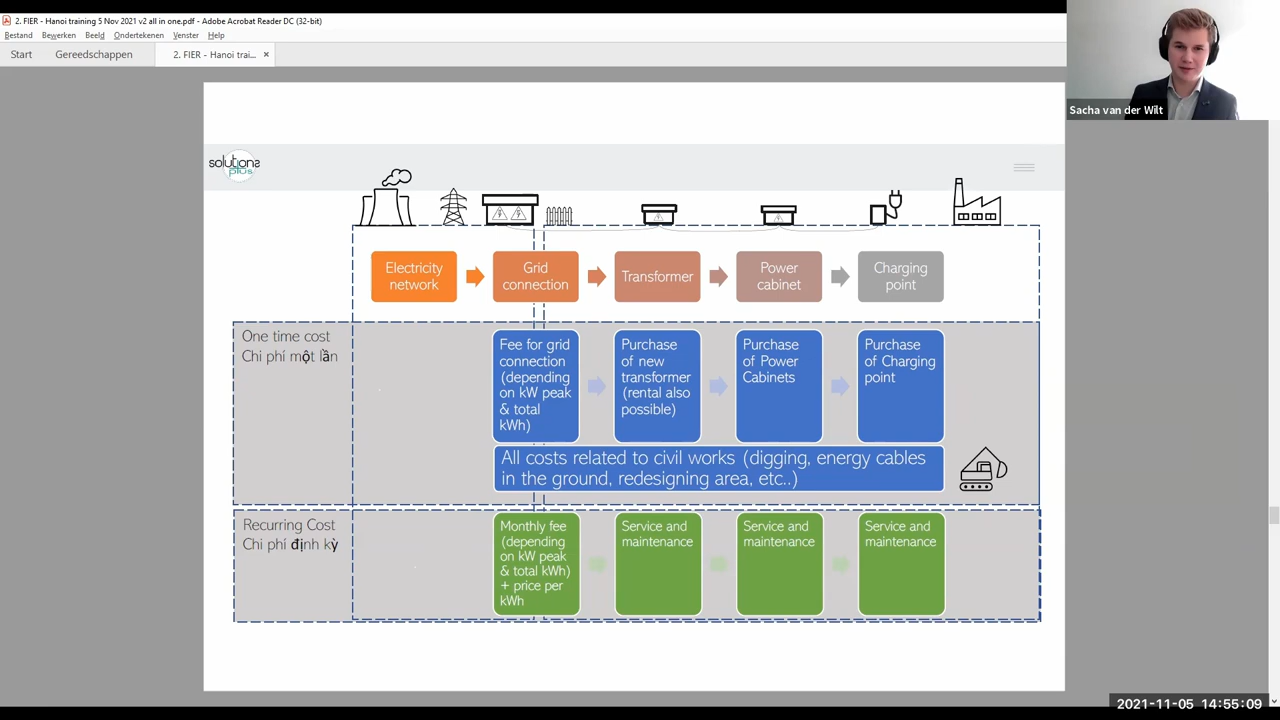 2. FIER - Hanoi training 5 Nov 2021 v2 all in one.pdf - Adobe Acrobat Reader DC (32-bit)
Bestand Bewerken Beeld Ondertekenen Venster Help
Start Gereedschappen 2. FIER - Hanoi trai... ×
Sacha van der Wilt
solutions
plus
Electricity
network
Grid
connection
Transformer
Power
cabinet
Charging
point
One time cost
Chi phí một lần
Fee for grid
connection
(depending
on kW peak
& total
kWh)
Purchase
of new
transformer
(rental also
possible)
Purchase
of Power
Cabinets
Purchase
of Charging
point
All costs related to civil works (digging, energy cables
in the ground, redesigning area, etc..)
Recurring Cost
Chi phí định kỳ
Monthly fee
(depending
on kW peak
& total kWh)
+ price per
kWh
Service and
maintenance
Service and
maintenance
Service and
maintenance
2021-11-05 14:55:09